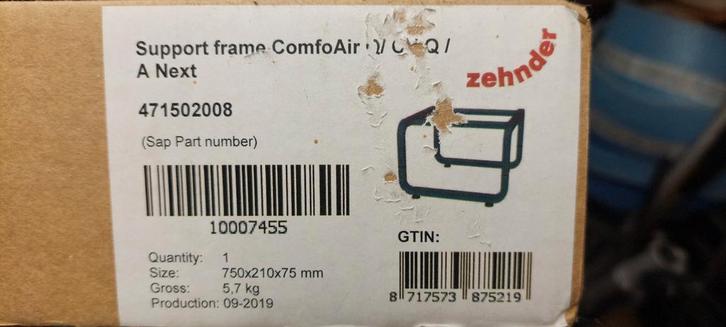 Support frame ComfoAir Q /
A Next
zehnder
471502008
(Sap Part number)
10007455
GTIN:
Quantity: 1
Size: 750x210x75 mm
Gross: 5,7 kg
Production: 09-2019
8 717573 875219